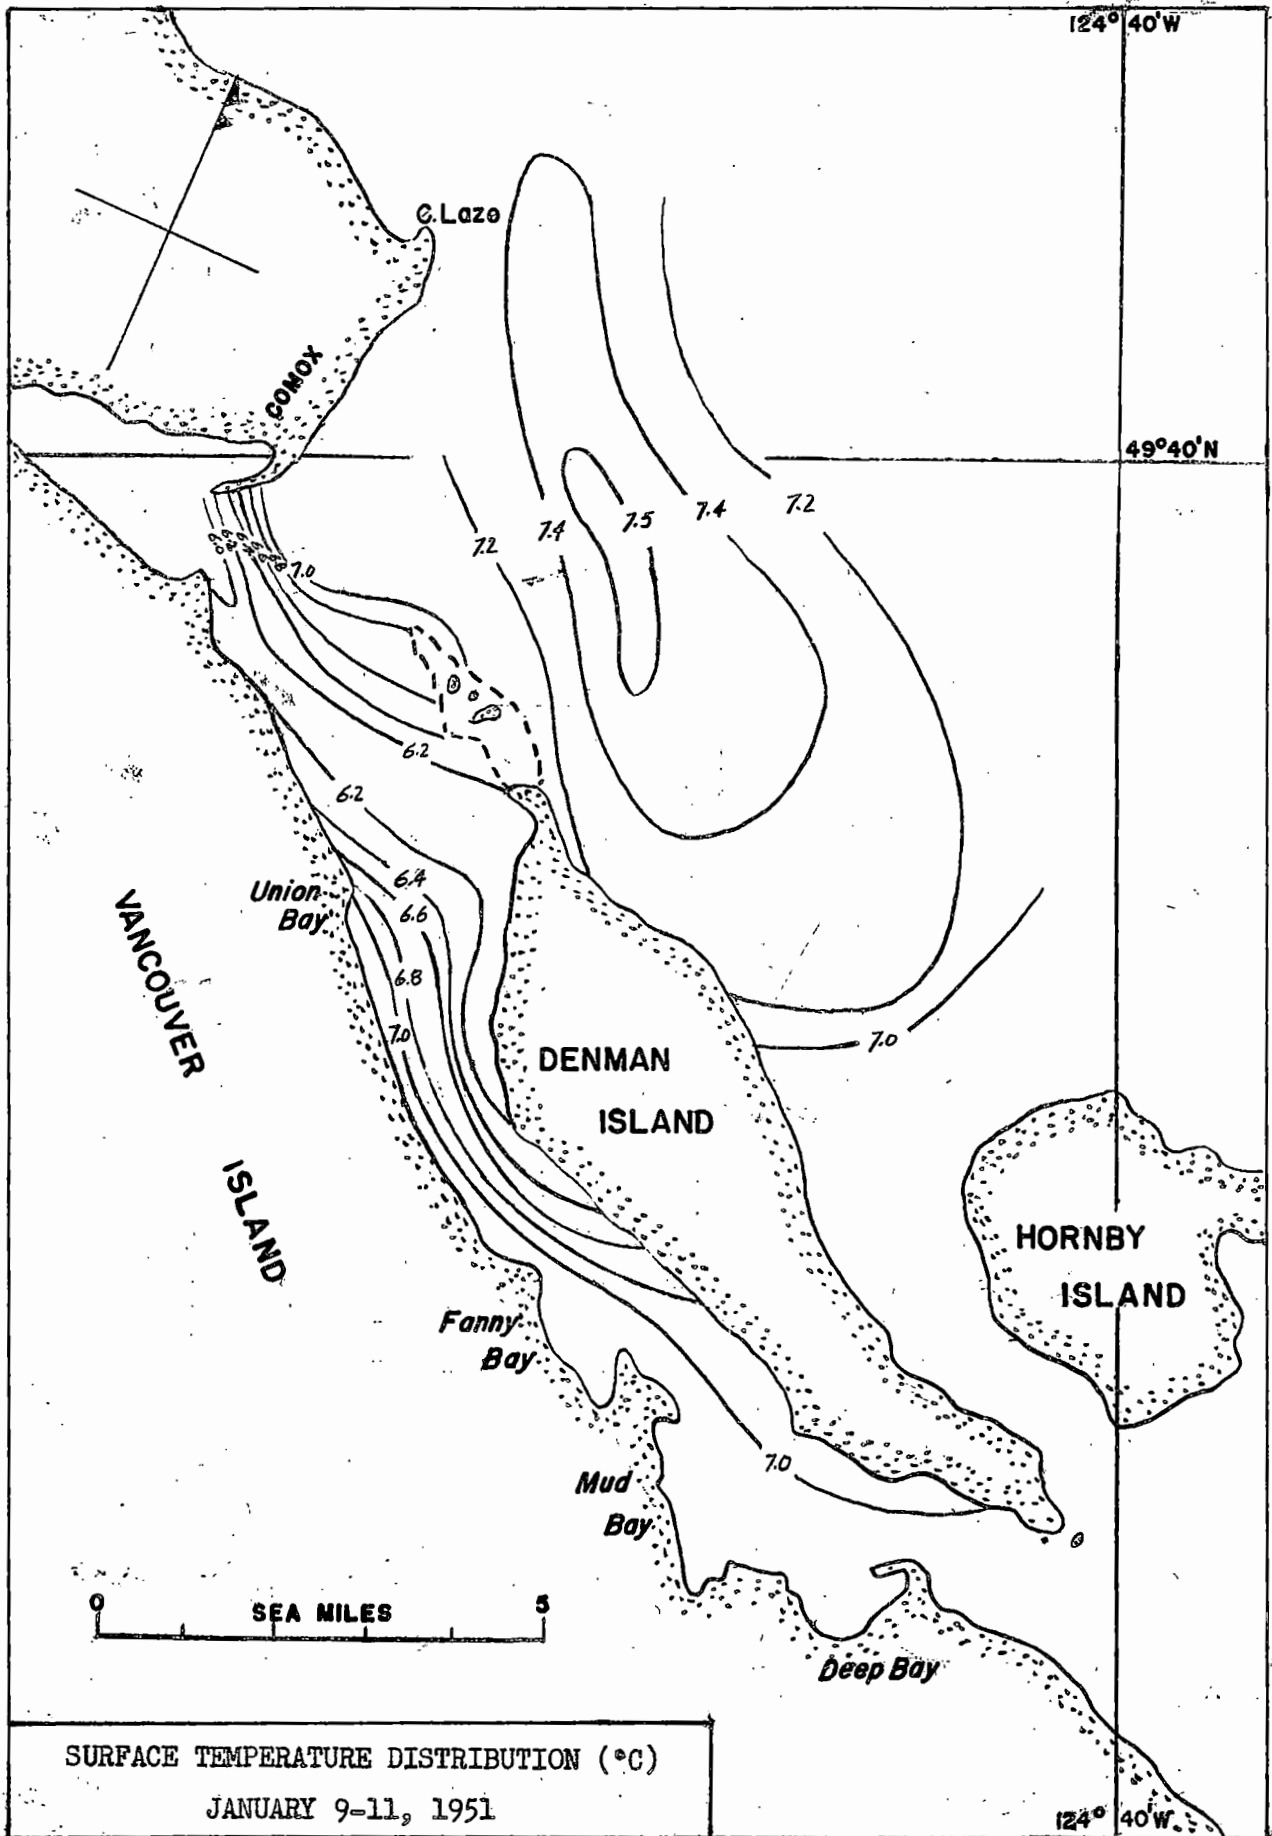 124° 40'W
C. Lazo
COMOX
49°40'N
7.2
7.4
7.5
7.4
7.2
6.0
7.0
6.2
6.2
6.4
6.6
6.8
7.0
Union
Bay
VANCOUVER
ISLAND
DENMAN
ISLAND
7.0
HORNBY
ISLAND
Fanny
Bay
Mud
Bay
7.0
Deep Bay
0
5
SEA MILES
SURFACE TEMPERATURE DISTRIBUTION (°C)
JANUARY 9-11, 1951
124° 40'W